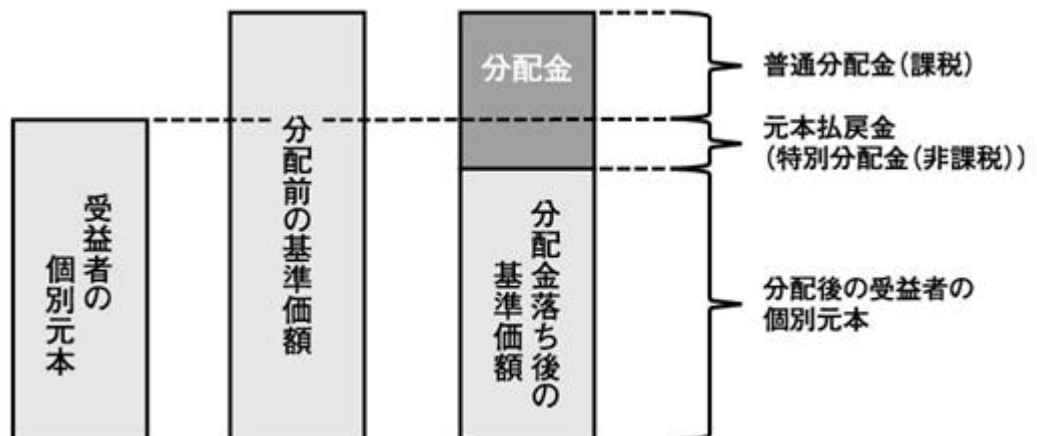 受益者の
個別元本
分配前の基準価額
分配金
分配金落ち後の
基準価額
普通分配金(課税)
元本払戻金
(特別分配金(非課税))
分配後の受益者の
個別元本